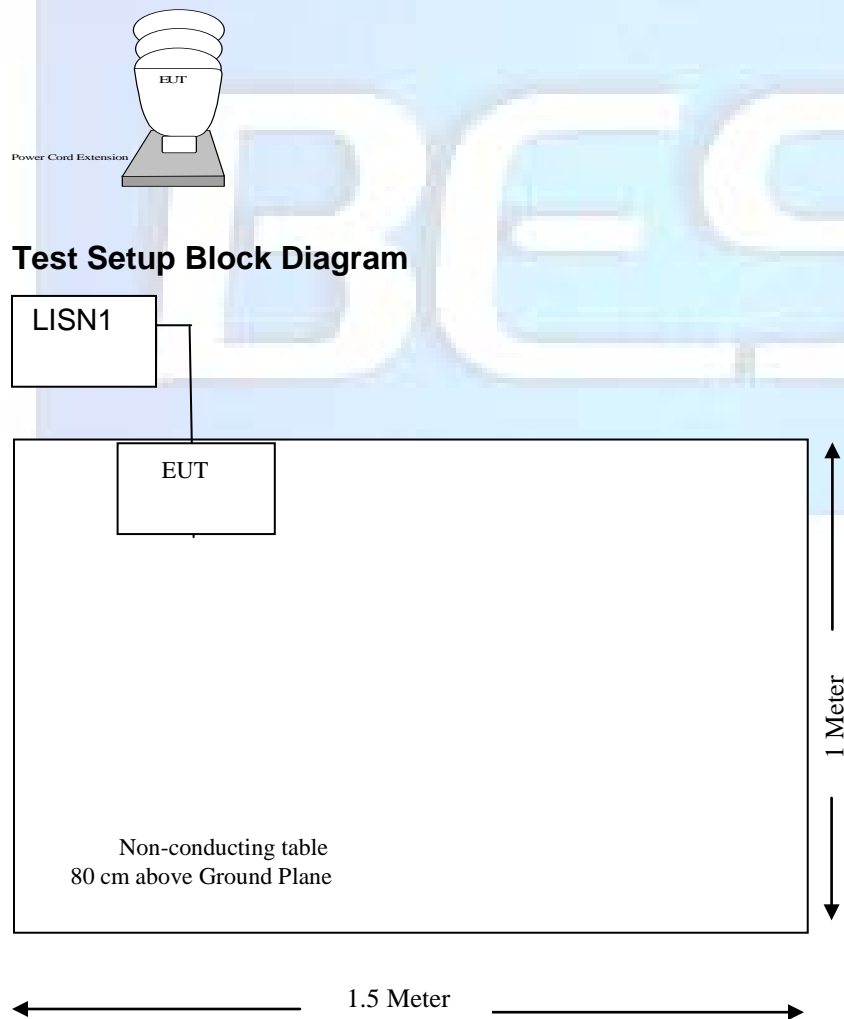 EUT
Power Cord Extension
Test Setup Block Diagram
LISN1
EUT
1 Meter
Non-conducting table
80 cm above Ground Plane
1.5 Meter